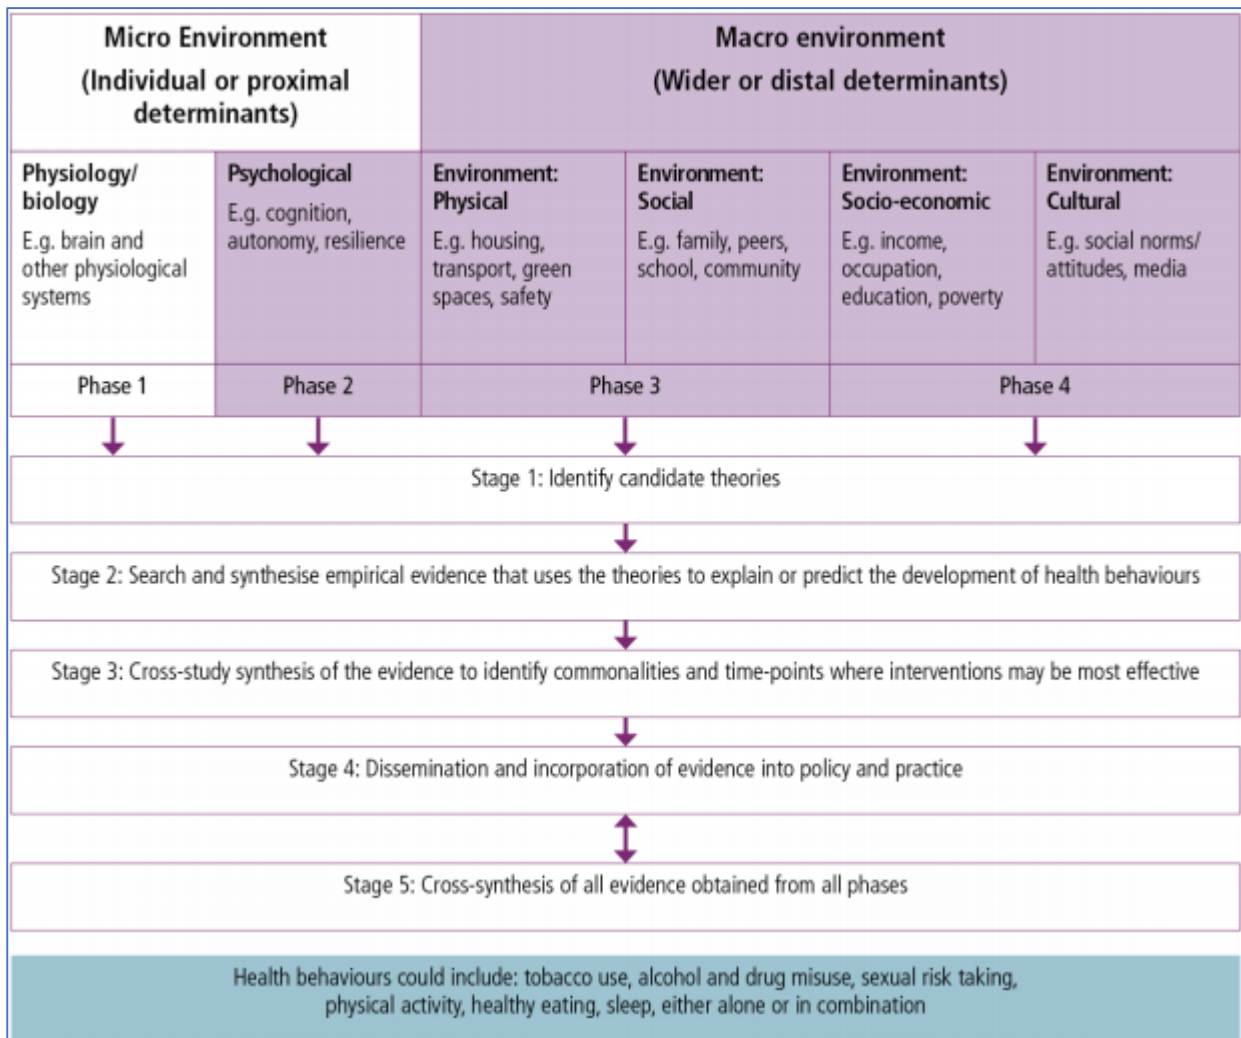 Micro Environment
(Individual or proximal
determinants)
Macro environment
(Wider or distal determinants)
Physiology/
biology
E.g. brain and
other physiological
systems
Psychological
E.g. cognition,
autonomy, resilience
Environment:
Physical
E.g. housing,
transport, green
spaces, safety
Environment:
Social
E.g. family, peers,
school, community
Environment:
Socio-economic
E.g. income,
occupation,
education, poverty
Environment:
Cultural
E.g. social norms/
attitudes, media
Phase 1
Phase 2
Phase 3
Phase 4
Stage 1: Identify candidate theories
Stage 2: Search and synthesise empirical evidence that uses the theories to explain or predict the development of health behaviours
Stage 3: Cross-study synthesis of the evidence to identify commonalities and time-points where interventions may be most effective
Stage 4: Dissemination and incorporation of evidence into policy and practice
Stage 5: Cross-synthesis of all evidence obtained from all phases
Health behaviours could include: tobacco use, alcohol and drug misuse, sexual risk taking,
physical activity, healthy eating, sleep, either alone or in combination